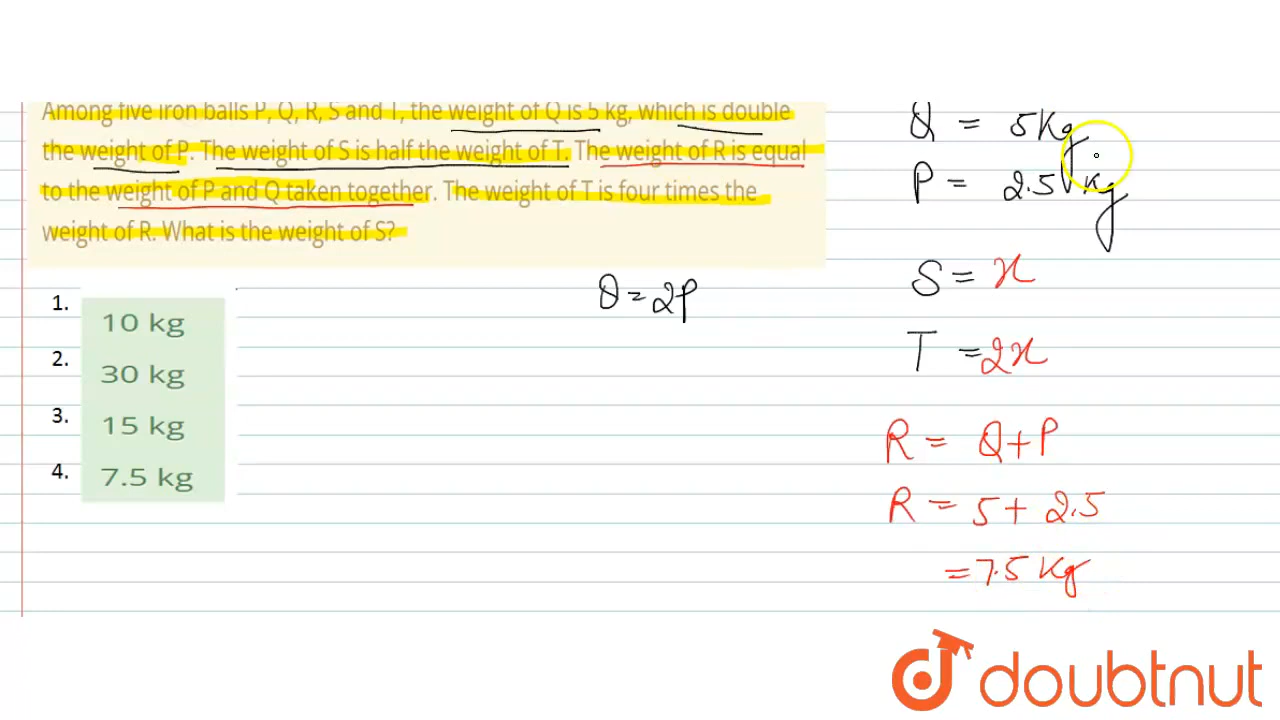 Among five iron balls P, Q, R, S and T, the weight of Q is 5 kg, which is double
the weight of P. The weight of S is half the weight of T. The weight of R is equal
to the weight of P and Q taken together. The weight of T is four times the
weight of R. What is the weight of S?
1. 10 kg
2. 30 kg
3. 15 kg
4. 7.5 kg
Q = 2P
Q = 5 kg
P = 2.5 kg
S = x
T = 2x
R = Q+P
R = 5 + 2.5
= 7.5 kg
doubtnut